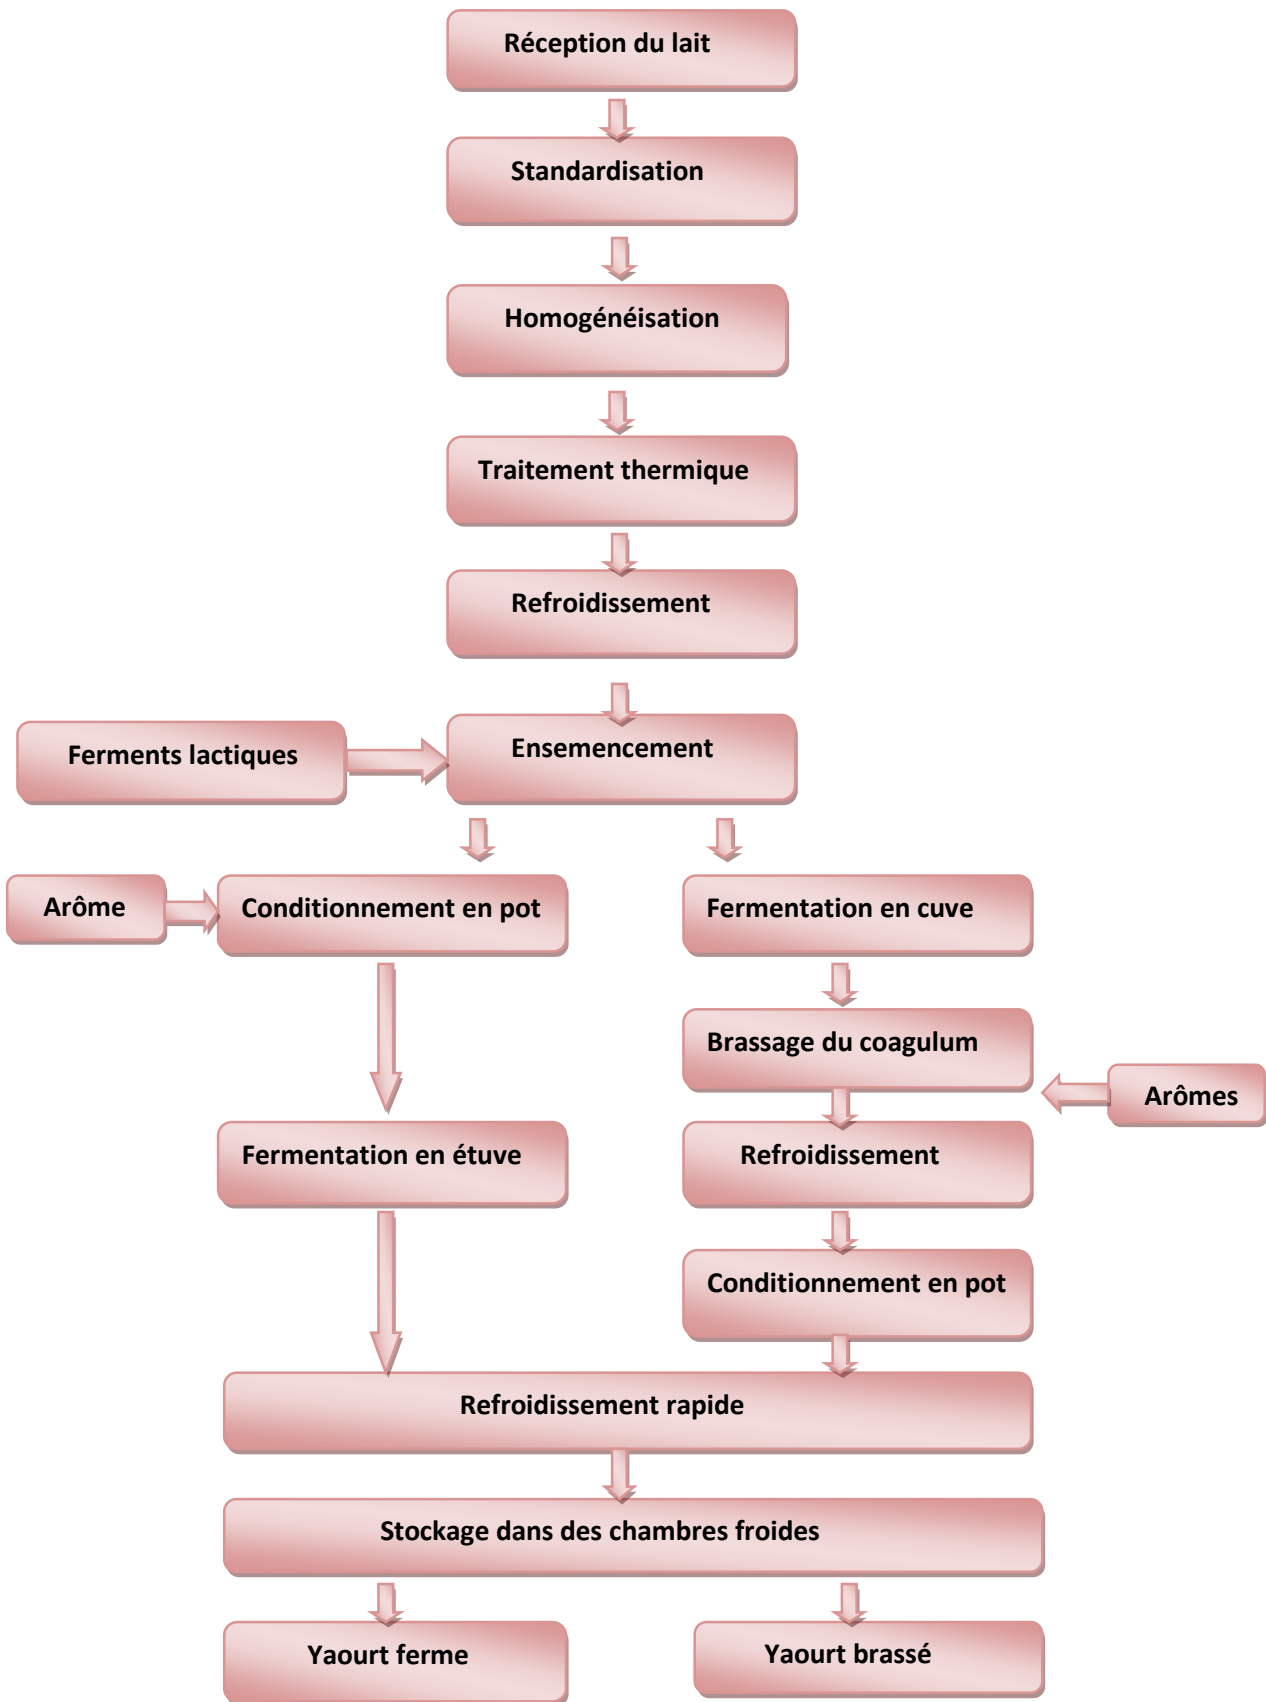 Réception du lait
Standardisation
Homogénéisation
Traitement thermique
Refroidissement
Ferments lactiques
Ensemencement
Arôme
Conditionnement en pot
Fermentation en cuve
Brassage du coagulum
Arômes
Fermentation en étuve
Refroidissement
Conditionnement en pot
Refroidissement rapide
Stockage dans des chambres froides
Yaourt ferme
Yaourt brassé